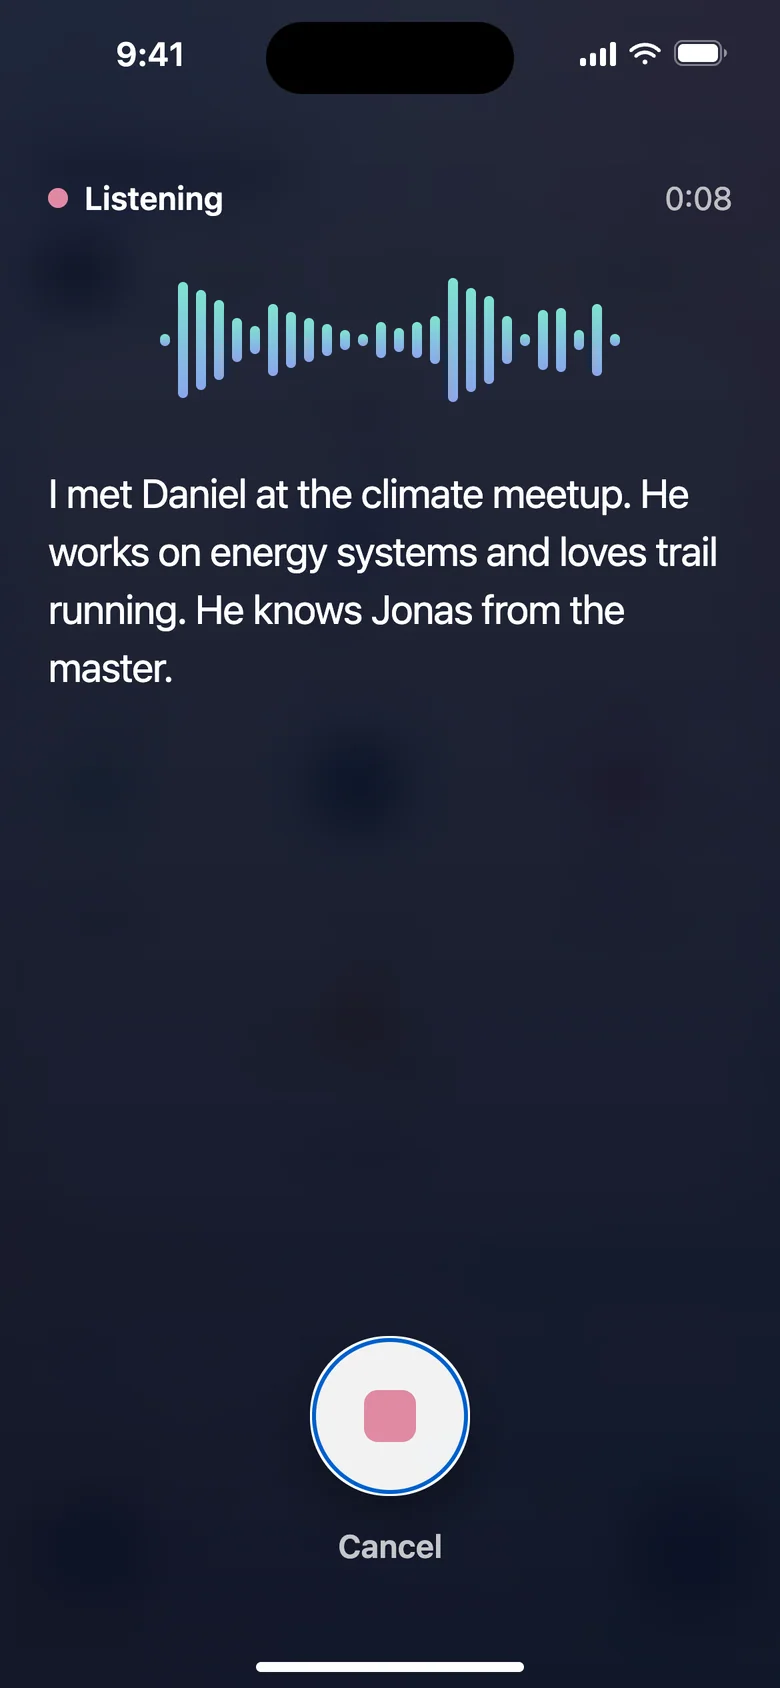 9:41
Listening
0:08
I met Daniel at the climate meetup. He
works on energy systems and loves trail
running. He knows Jonas from the
master.
Cancel